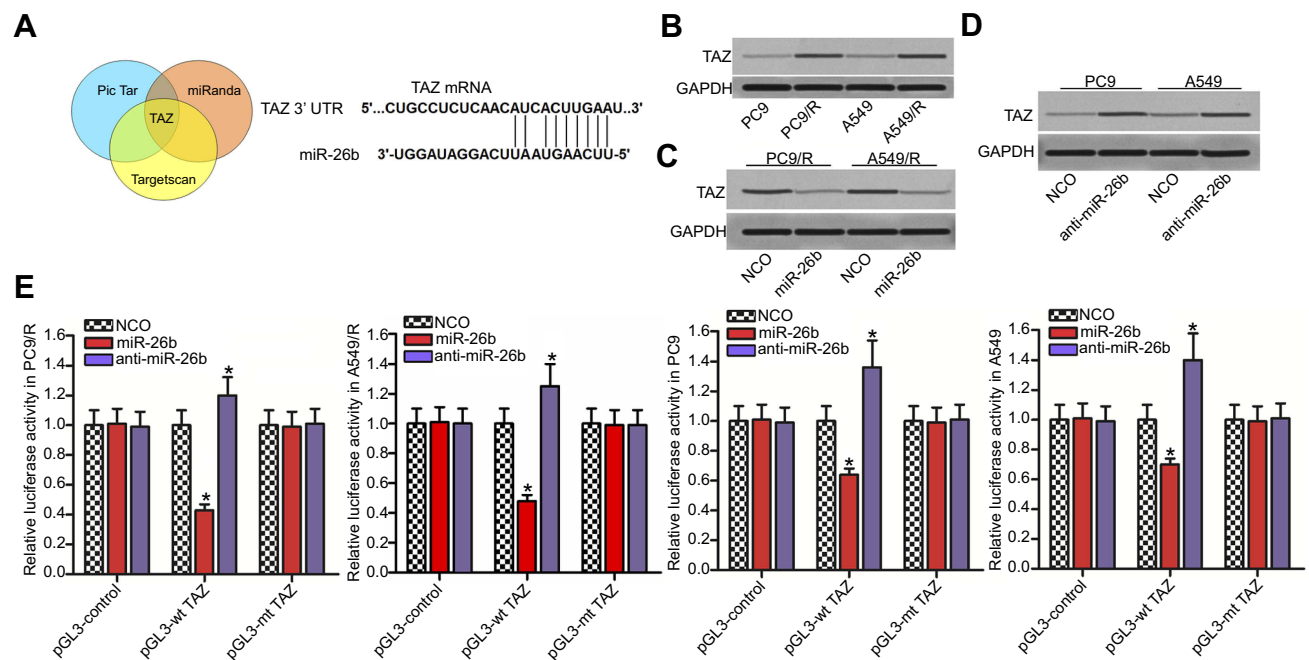 A
Pic Tar
miRanda
TAZ
Targetscan
TAZ mRNA
TAZ 3' UTR
5'...CUGCCUCUCAACAUCACUUGAAU..3'
miR-26b
3'-UGGAUAGGACUUAAUGAACUU-5'
B
TAZ
GAPDH
PC9
PC9/R
A549
A549/R
C
PC9/R
A549/R
TAZ
GAPDH
NCO
miR-26b
NCO
miR-26b
D
PC9
A549
TAZ
GAPDH
NCO
anti-miR-26b
NCO
anti-miR-26b
E
Relative luciferase activity in PC9/R
NCO
miR-26b
anti-miR-26b
1.6
1.4
1.2
1.0
0.8
0.6
0.4
0.2
0.0
*
*
pGL3-control
pGL3-wt TAZ
pGL3-mt TAZ
Relative luciferase activity in A549/R
NCO
miR-26b
anti-miR-26b
1.6
1.4
1.2
1.0
0.8
0.6
0.4
0.2
0.0
*
*
pGL3-control
pGL3-wt TAZ
pGL3-mt TAZ
Relative luciferase activity in PC9
NCO
miR-26b
anti-miR-26b
1.6
1.4
1.2
1.0
0.8
0.6
0.4
0.2
0.0
*
*
pGL3-control
pGL3-wt TAZ
pGL3-mt TAZ
Relative luciferase activity in A549
NCO
miR-26b
anti-miR-26b
1.6
1.4
1.2
1.0
0.8
0.6
0.4
0.2
0.0
*
*
pGL3-control
pGL3-wt TAZ
pGL3-mt TAZ